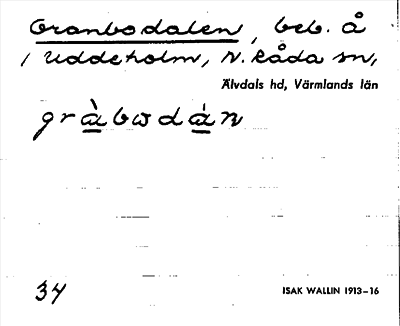 Granbodalen, beb. å
/ Uddeholm, N. Råda sn,
Älvdals hd, Värmlands län
gràbωdán
34
ISAK WALLIN 1913–16